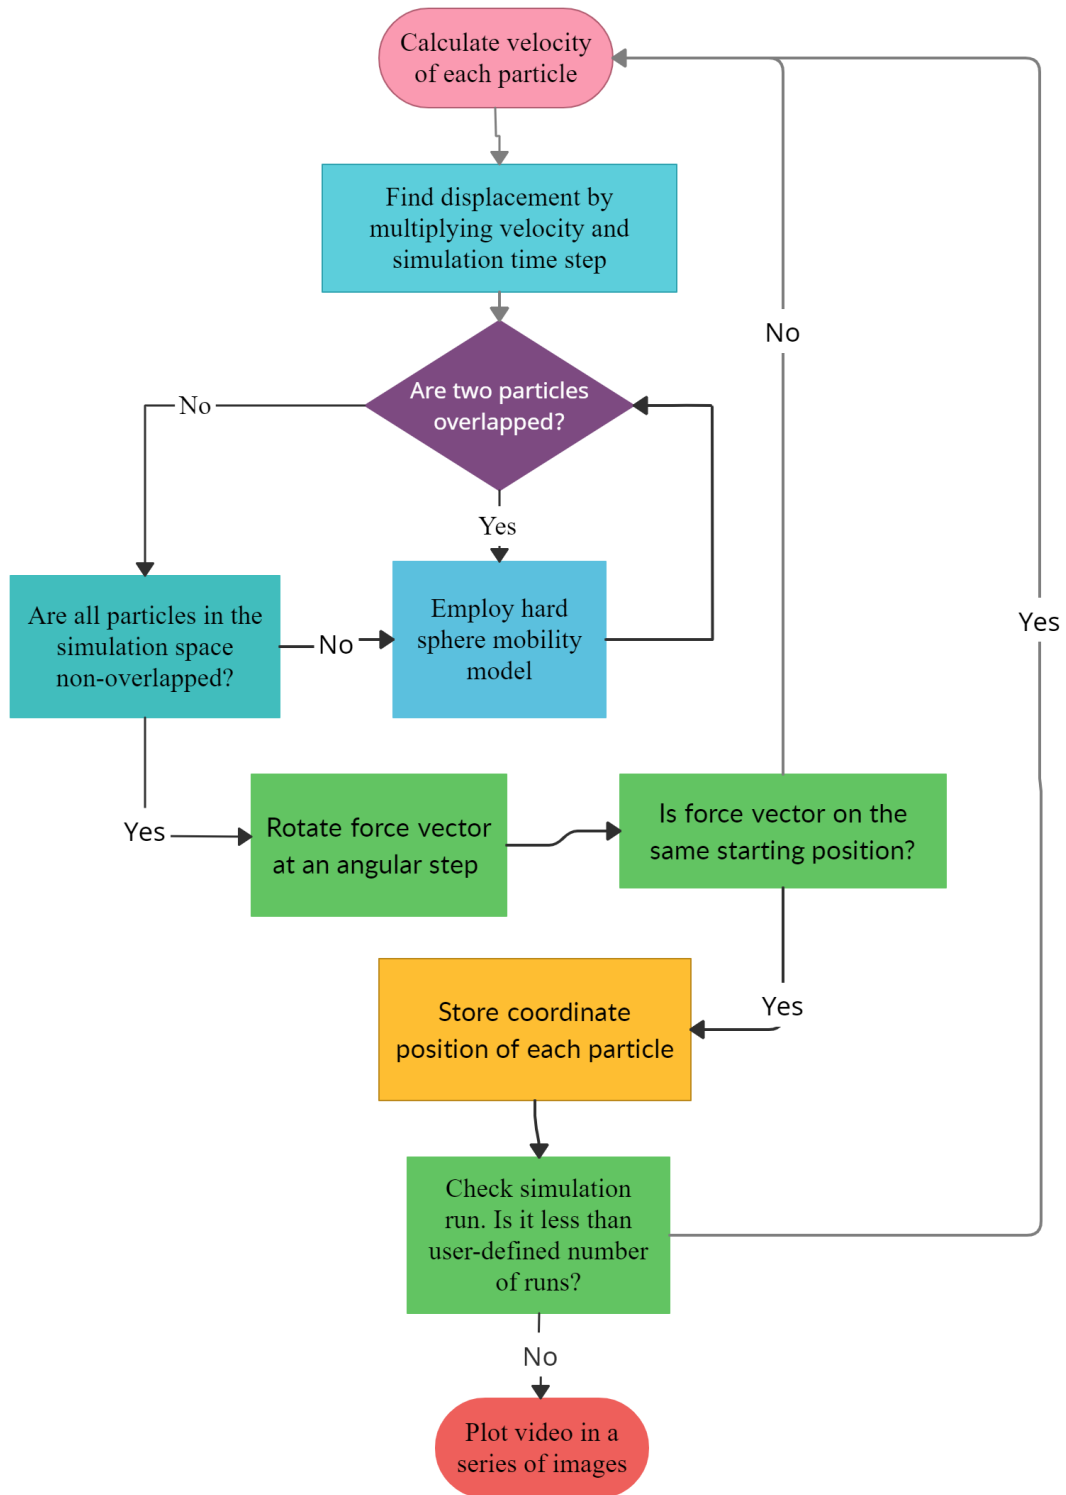 Calculate velocity
of each particle
Find displacement by
multiplying velocity and
simulation time step
Are two particles
overlapped?
No
Yes
No
Are all particles in the
simulation space
non-overlapped?
No
Employ hard
sphere mobility
model
Yes
Yes
Rotate force vector
at an angular step
Is force vector on the
same starting position?
Yes
Store coordinate
position of each particle
Check simulation
run. Is it less than
user-defined number
of runs?
No
Plot video in a
series of images